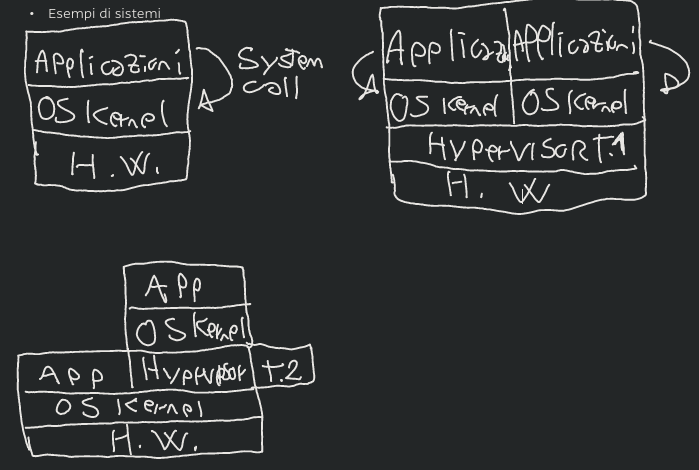 • Esempi di sistemi
Applicazioni
System
call
OS Kernel
H.W.
Applicaz Applicazioni
OS Kernel OS Kernel
HYPERVISOR T.1
H. W
App
OS Kernel
App Hypervisor T.2
OS Kernel
H.W.